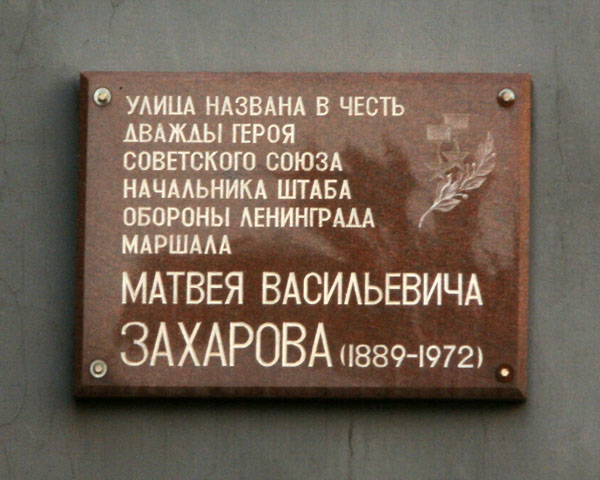 УЛИЦА НАЗВАНА В ЧЕСТЬ
ДВАЖДЫ ГЕРОЯ
СОВЕТСКОГО СОЮЗА
НАЧАЛЬНИКА ШТАБА
ОБОРОНЫ ЛЕНИНГРАДА
МАРШАЛА
МАТВЕЯ ВАСИЛЬЕВИЧА
ЗАХАРОВА (1889-1972)